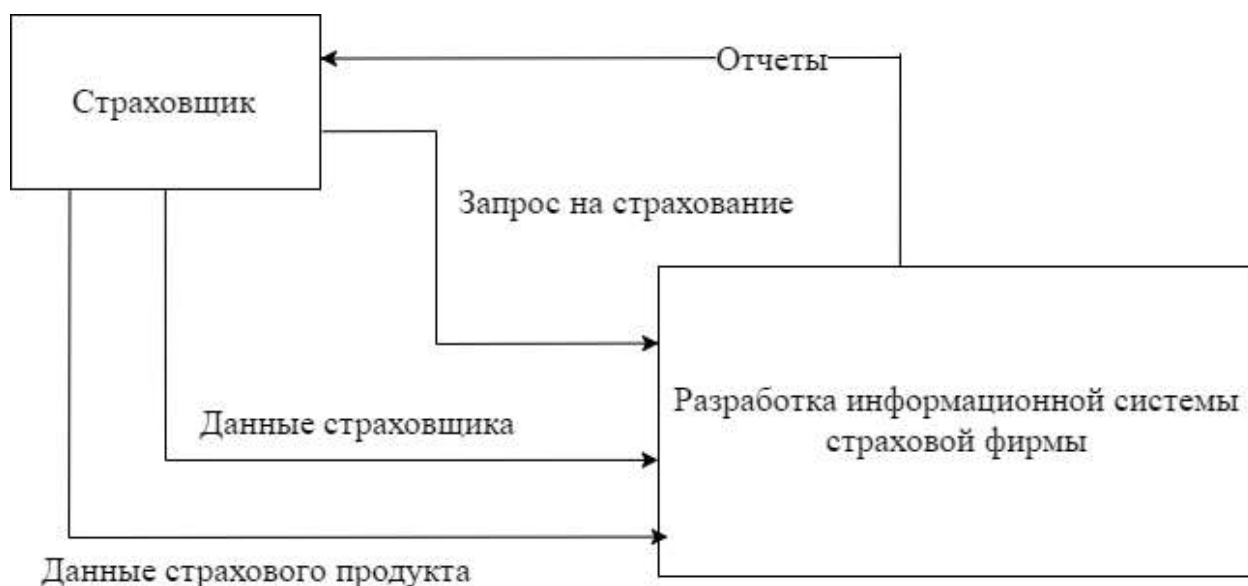 Отчеты
Страховщик
Запрос на страхование
Разработка информационной системы
страховой фирмы
Данные страховщика
Данные страхового продукта